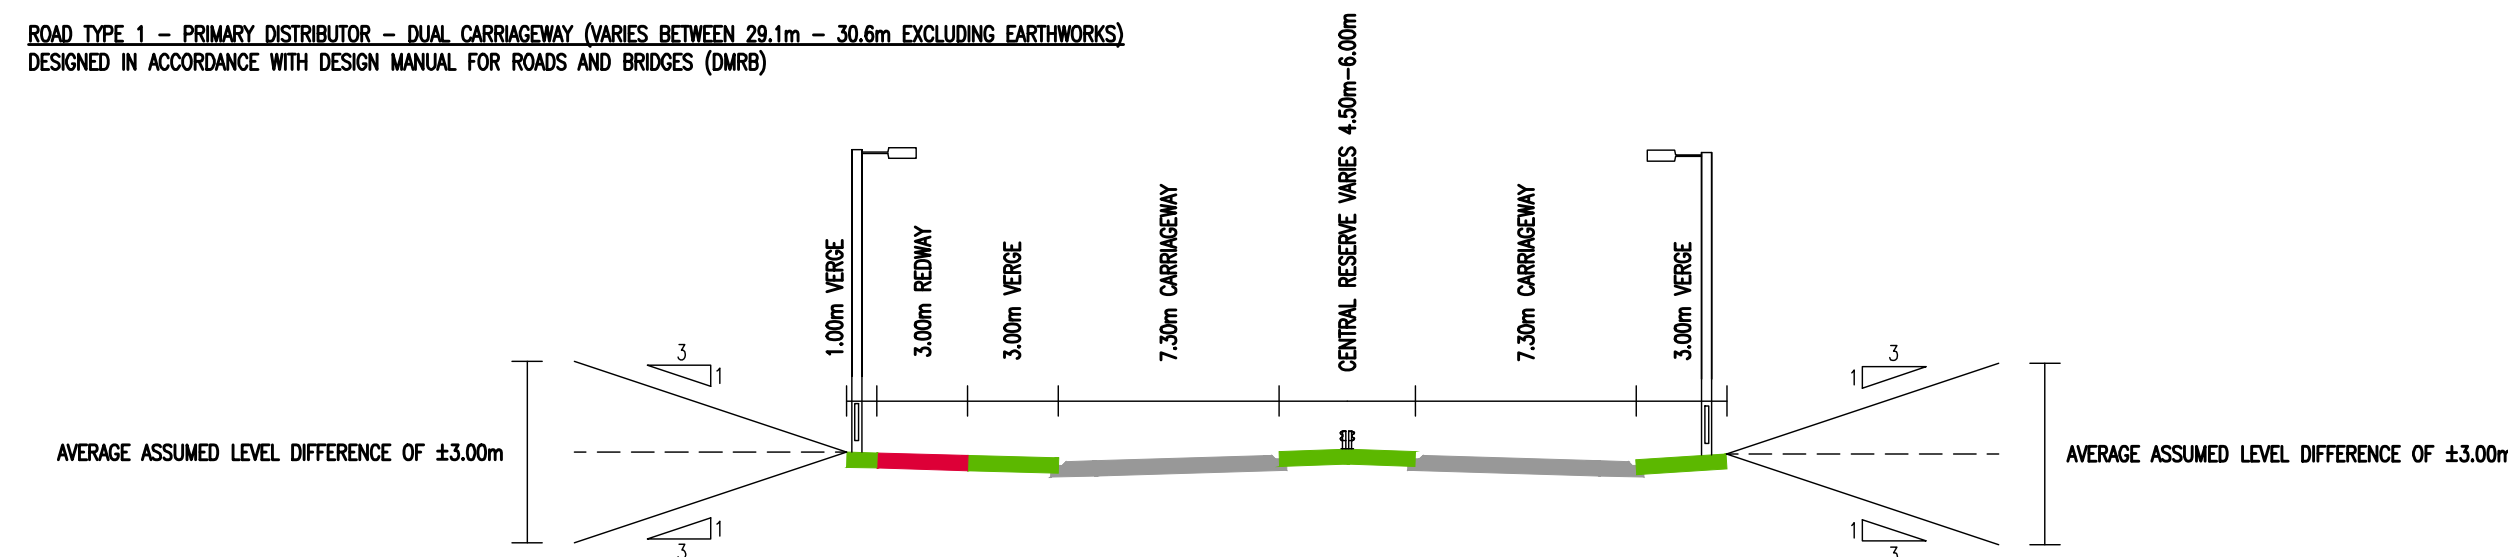 ROAD TYPE 1 - PRIMARY DISTRIBUTOR - DUAL CARRIAGEWAY (VARIES BETWEEN 29.1m - 30.6m EXCLUDING EARTHWORKS)
DESIGNED IN ACCORDANCE WITH DESIGN MANUAL FOR ROADS AND BRIDGES (DMRB)
1.00m VERGE
3.00m REDWAY
3.00m VERGE
7.30m CARRIAGEWAY
CENTRAL RESERVE VARIES 4.50m-6.00m
7.30m CARRIAGEWAY
3.00m VERGE
3
1
3
1
AVERAGE ASSUMED LEVEL DIFFERENCE OF ±3.00m
AVERAGE ASSUMED LEVEL DIFFERENCE OF ±3.00m
1
3
1
3